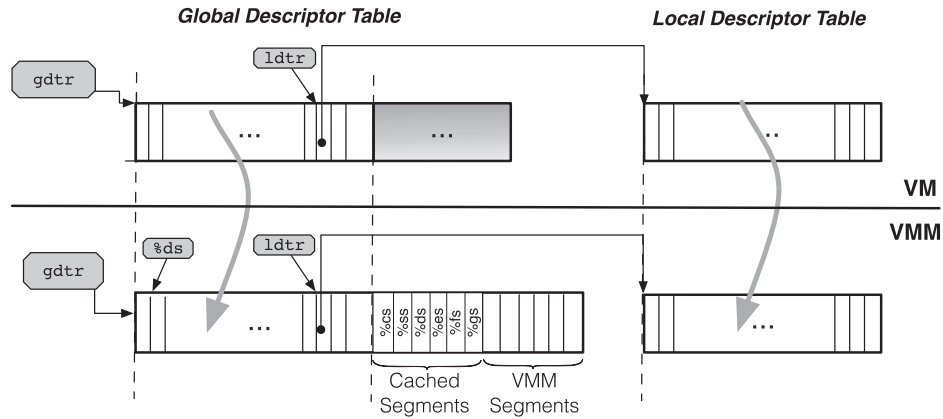 Global Descriptor Table
Local Descriptor Table
gdtr
ldtr
...
...
..
VM
VMM
gdtr
%ds
ldtr
...
%cs
%ss
%ds
%es
%fs
%gs
...
Cached
Segments
VMM
Segments